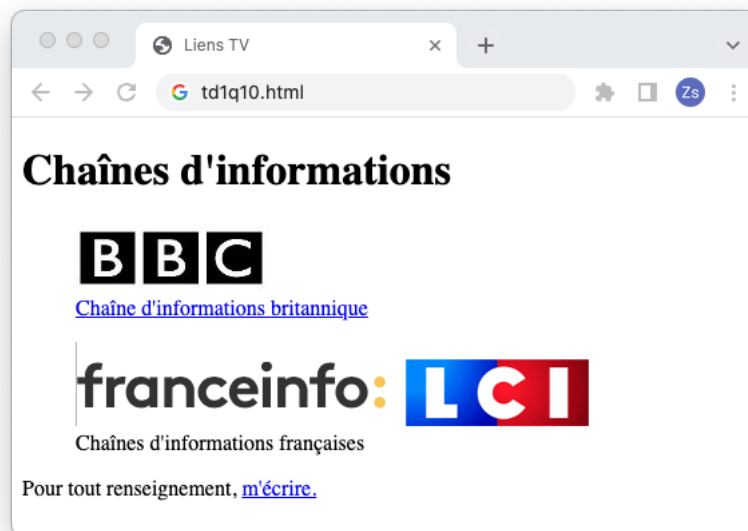 Liens TV
td1q10.html
Zs
Chaînes d'informations
BBC
Chaîne d'informations britannique
franceinfo: LCI
Chaînes d'informations françaises
Pour tout renseignement, m'écrire.